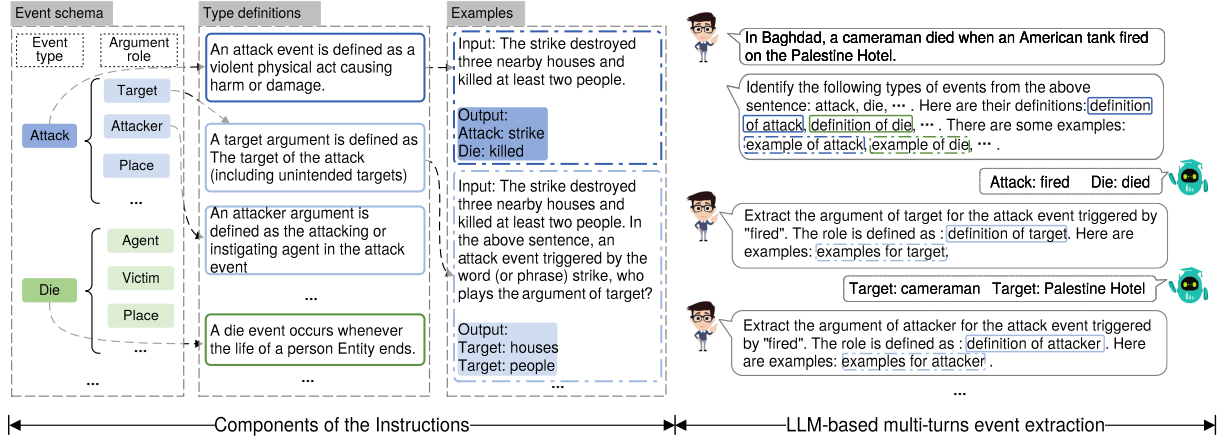 Event schema
Event
type
Argument
role
Attack
Target
Attacker
Place
...
Die
Agent
Victim
Place
...
...
Type definitions
An attack event is defined as a
violent physical act causing
harm or damage.
A target argument is defined as
The target of the attack
(including unintended targets)
An attacker argument is
defined as the attacking or
instigating agent in the attack
event
...
A die event occurs whenever
the life of a person Entity ends.
...
Examples
Input: The strike destroyed
three nearby houses and
killed at least two people.
Output:
Attack: strike
Die: killed
Input: The strike destroyed
three nearby houses and
killed at least two people. In
the above sentence, an
attack event triggered by the
word (or phrase) strike, who
plays the argument of target?
Output:
Target: houses
Target: people
...
In Baghdad, a cameraman died when an American tank fired
on the Palestine Hotel.
Identify the following types of events from the above
sentence: attack, die, ... . Here are their definitions: definition
of attack, definition of die, ... . There are some examples:
example of attack, example of die, ... .
Attack: fired Die: died
Extract the argument of target for the attack event triggered by
"fired". The role is defined as : definition of target. Here are
examples: examples for target.
Target: cameraman Target: Palestine Hotel
Extract the argument of attacker for the attack event triggered
by "fired". The role is defined as : definition of attacker . Here
are examples: examples for attacker .
...
Components of the Instructions
LLM-based multi-turns event extraction